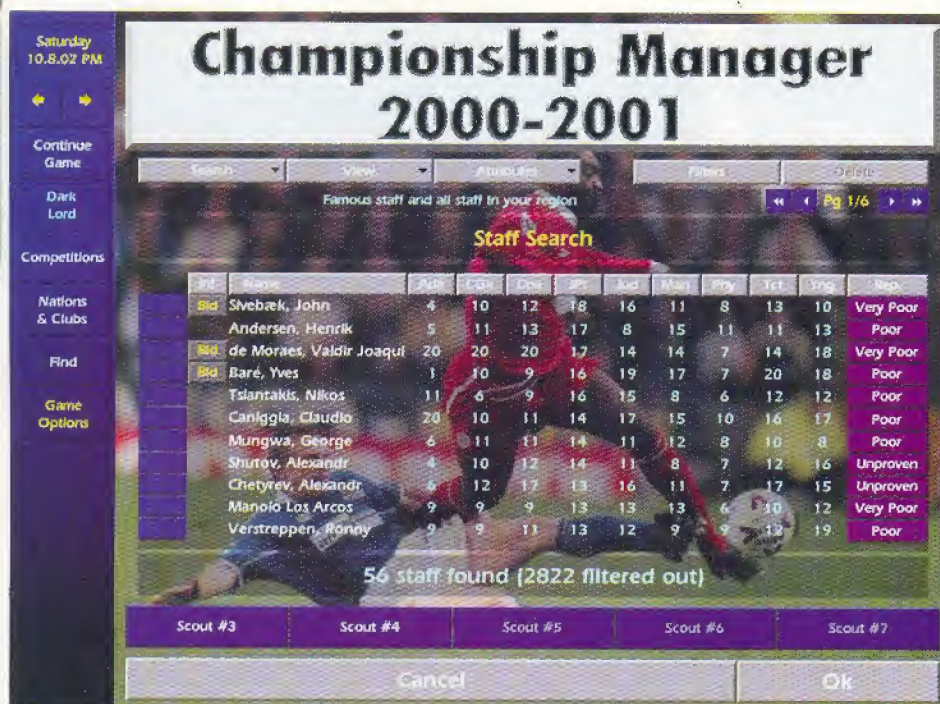 Saturday
10.8.02 PM
Continue
Game
Dark
Lord
Competitions
Nations
& Clubs
Find
Game
Options
Championship Manager
2000-2001
Search View Attributes Filters Delete
Famous staff and all staff in your region Pg 1/6
Staff Search
Name Jud Man Phy Tct Rep.
Bid Sivebæk, John 4 10 12 18 16 11 8 13 10 Very Poor
Andersen, Henrik 5 11 13 17 8 15 11 11 13 Poor
Bid de Moraes, Valdir Joaqui 20 20 20 17 14 14 7 14 18 Very Poor
Bid Baré, Yves 1 10 9 16 19 17 7 20 18 Poor
Tsiantakis, Nikos 11 6 9 16 15 8 6 12 12 Poor
Caniggia, Claudio 20 10 11 14 17 15 10 16 17 Poor
Mungwa, George 6 11 11 14 11 12 8 10 8 Poor
Shutov, Alexandr 4 10 12 14 11 8 7 12 16 Unproven
Chetyrev, Alexandr 6 12 17 13 16 11 7 17 15 Unproven
Manolo Los Arcos 9 9 9 13 13 13 6 10 12 Very Poor
Verstreppen, Ronny 9 9 11 13 12 9 9 12 19 Poor
56 staff found (2822 filtered out)
Scout #3 Scout #4 Scout #5 Scout #6 Scout #7
Cancel Ok